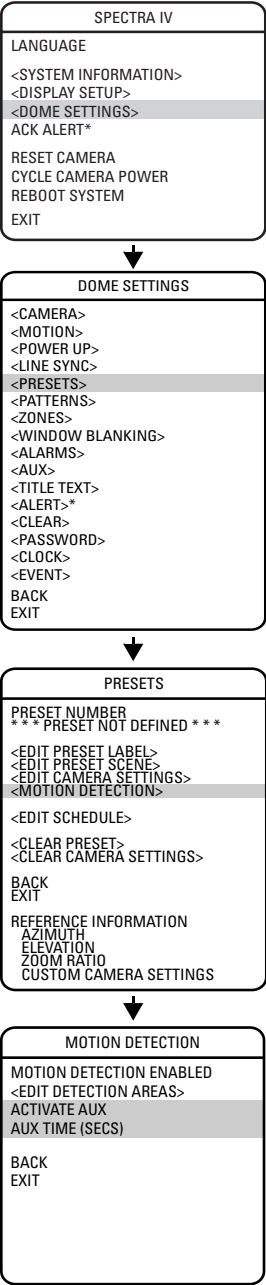 SPECTRA IV
LANGUAGE
<SYSTEM INFORMATION>
<DISPLAY SETUP>
<DOME SETTINGS>
ACK ALERT*
RESET CAMERA
CYCLE CAMERA POWER
REBOOT SYSTEM
EXIT
DOME SETTINGS
<CAMERA>
<MOTION>
<POWER UP>
<LINE SYNC>
<PRESETS>
<PATTERNS>
<ZONES>
<WINDOW BLANKING>
<ALARMS>
<AUX>
<TITLE TEXT>
<ALERT>*
<CLEAR>
<PASSWORD>
<CLOCK>
<EVENT>
BACK
EXIT
PRESETS
PRESET NUMBER
* * * PRESET NOT DEFINED * * *
<EDIT PRESET LABEL>
<EDIT PRESET SCENE>
<EDIT CAMERA SETTINGS>
<MOTION DETECTION>
<EDIT SCHEDULE>
<CLEAR PRESET>
<CLEAR CAMERA SETTINGS>
BACK
EXIT
REFERENCE INFORMATION
AZIMUTH
ELEVATION
ZOOM RATIO
CUSTOM CAMERA SETTINGS
MOTION DETECTION
MOTION DETECTION ENABLED
<EDIT DETECTION AREAS>
ACTIVATE AUX
AUX TIME (SECS)
BACK
EXIT